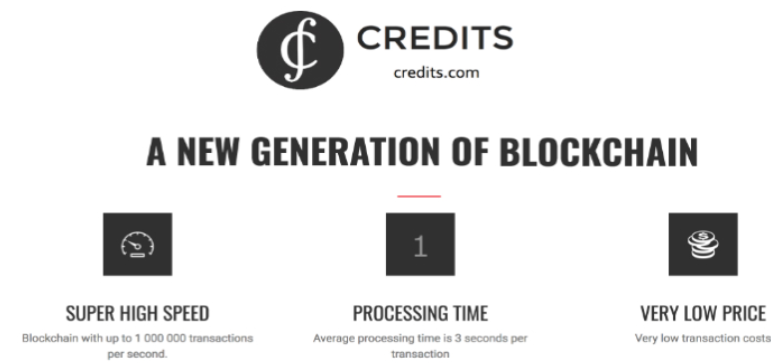 CREDITS
credits.com
A NEW GENERATION OF BLOCKCHAIN
1
SUPER HIGH SPEED
Blockchain with up to 1 000 000 transactions
per second.
PROCESSING TIME
Average processing time is 3 seconds per
transaction
VERY LOW PRICE
Very low transaction costs